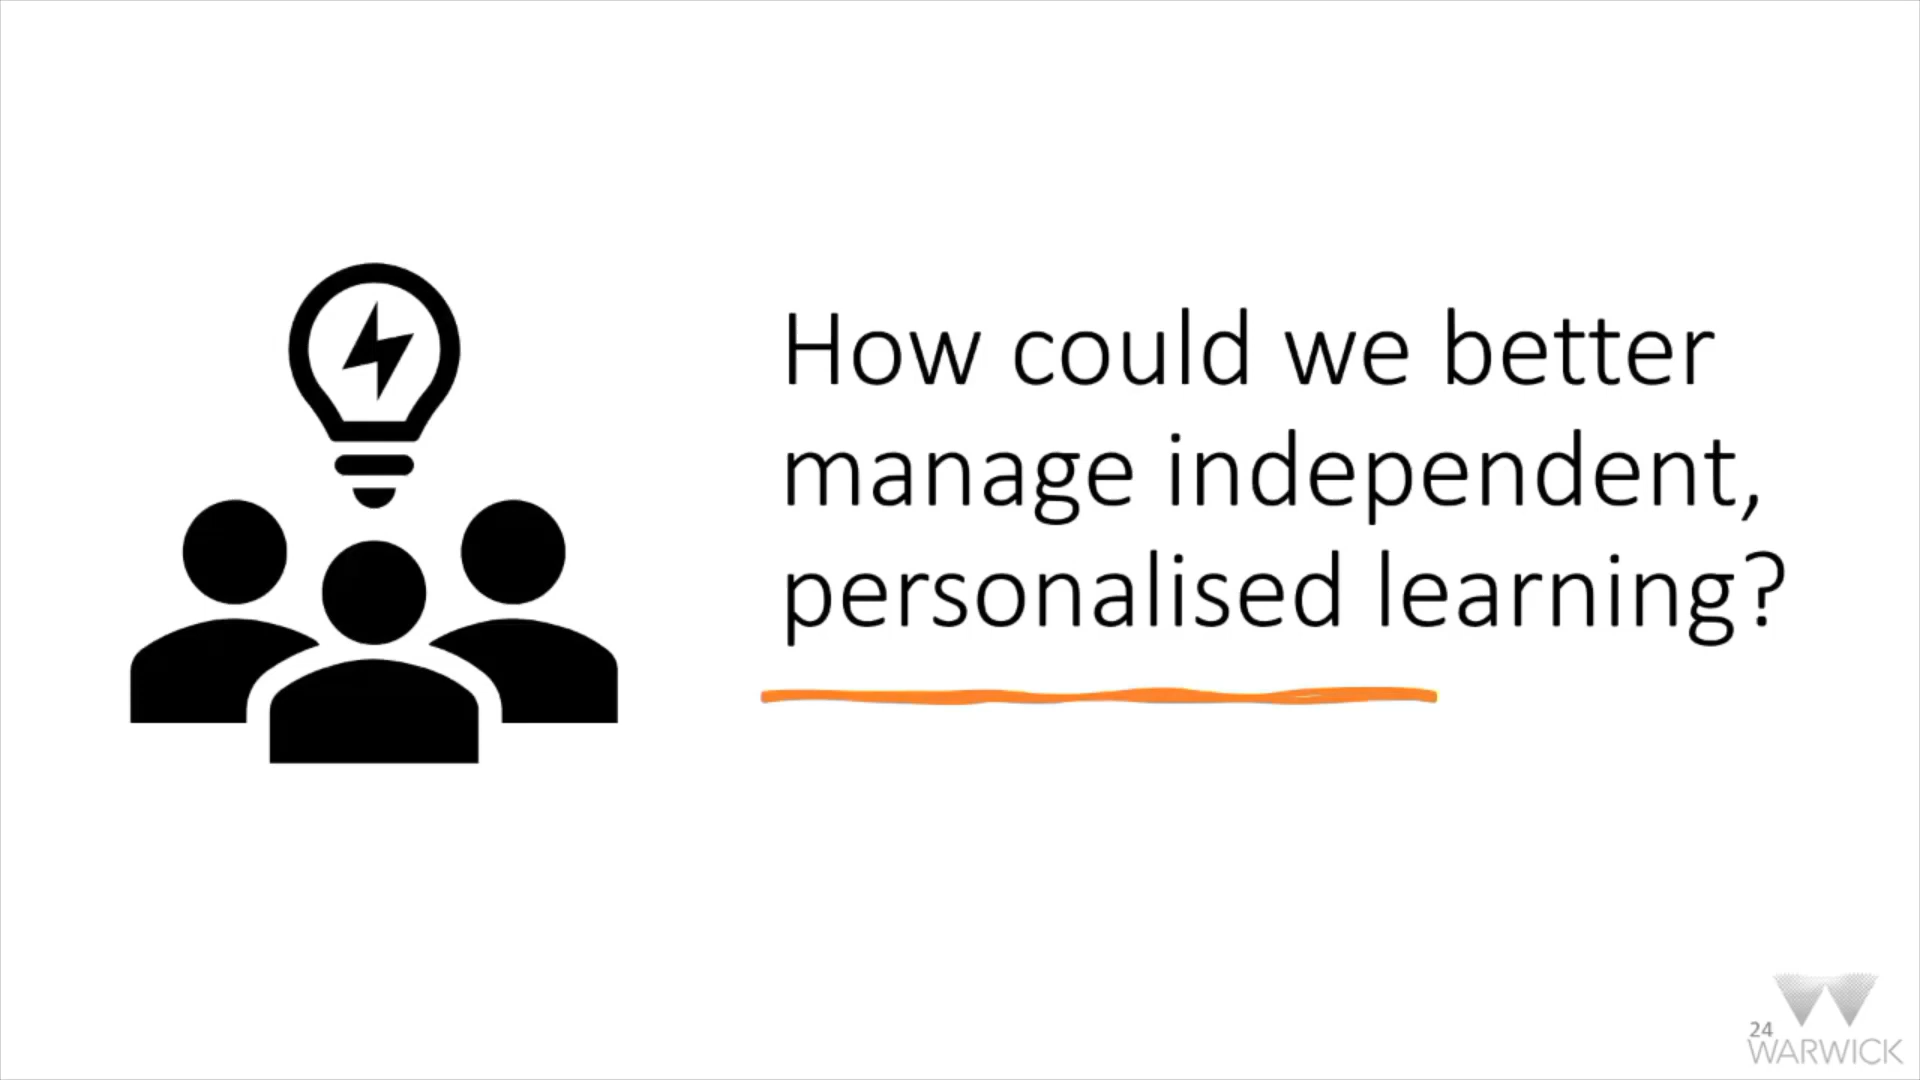 How could we better
manage independent,
personalised learning?
24
WARWICK